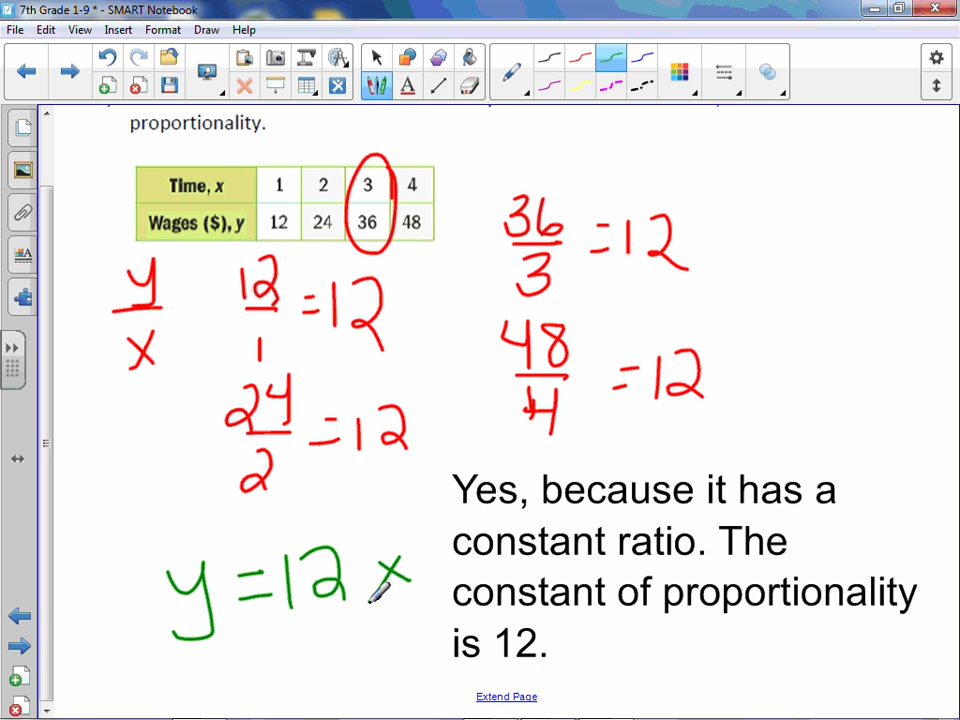 7th Grade 1-9 * - SMART Notebook
File Edit View Insert Format Draw Help
proportionality.
Time, x 1 2 3 4
Wages ($), y 12 24 36 48
y/x
12/1 = 12
24/2 = 12
36/3 = 12
48/4 = 12
y = 12 x
Yes, because it has a
constant ratio. The
constant of proportionality
is 12.
Extend Page